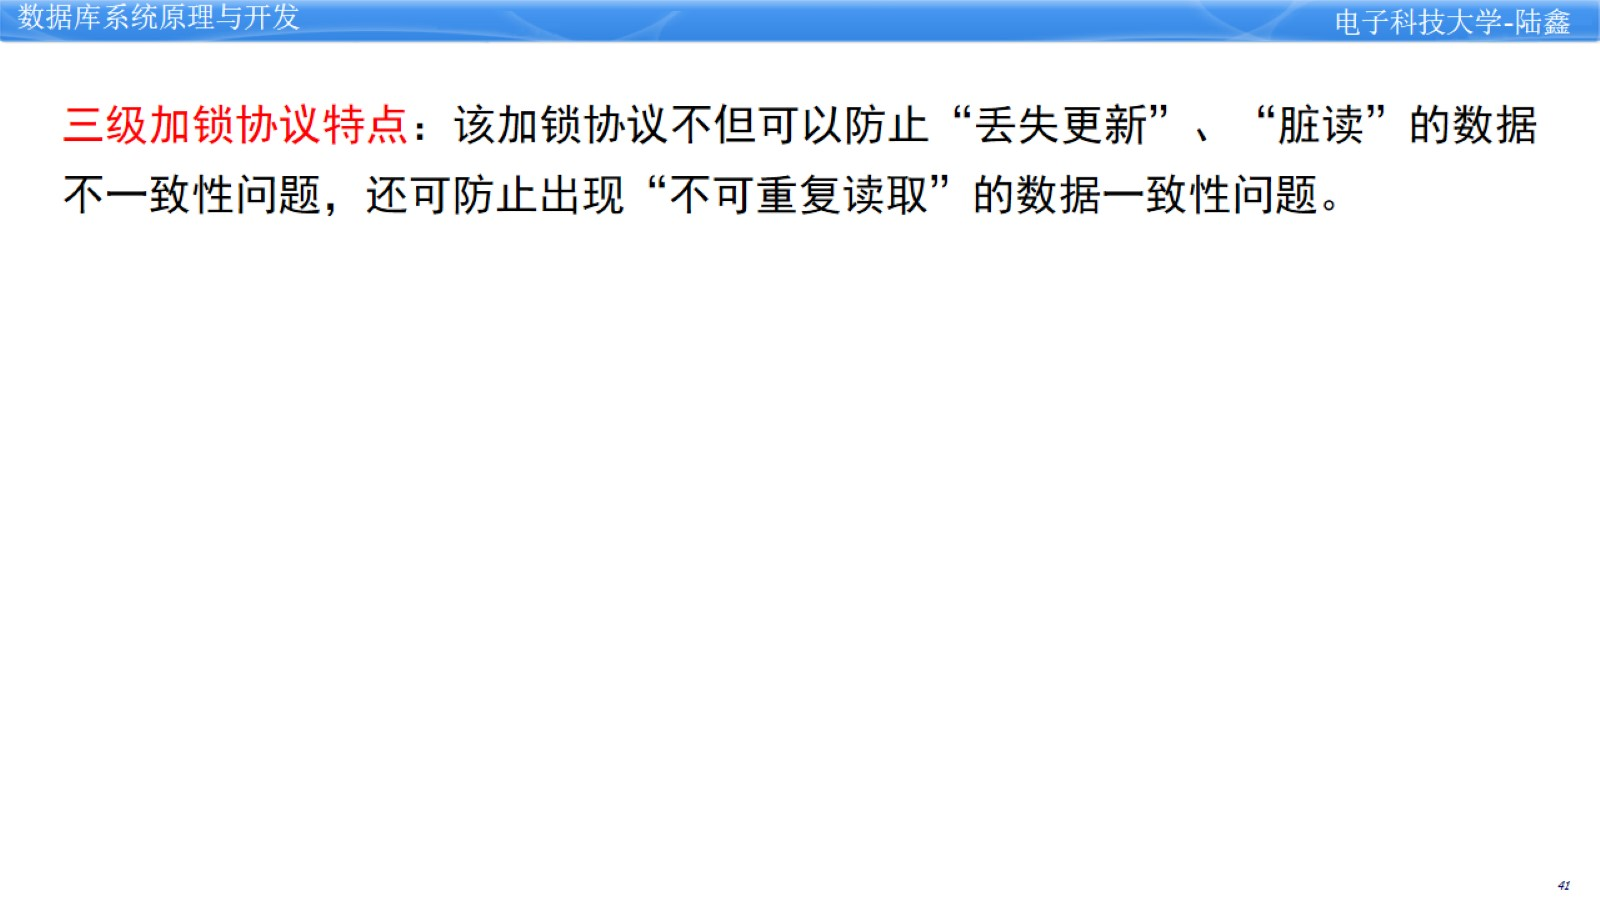 数据库系统原理与开发
电子科技大学-陆鑫
三级加锁协议特点：该加锁协议不但可以防止“丢失更新”、“脏读”的数据
不一致性问题，还可防止出现“不可重复读取”的数据一致性问题。
41